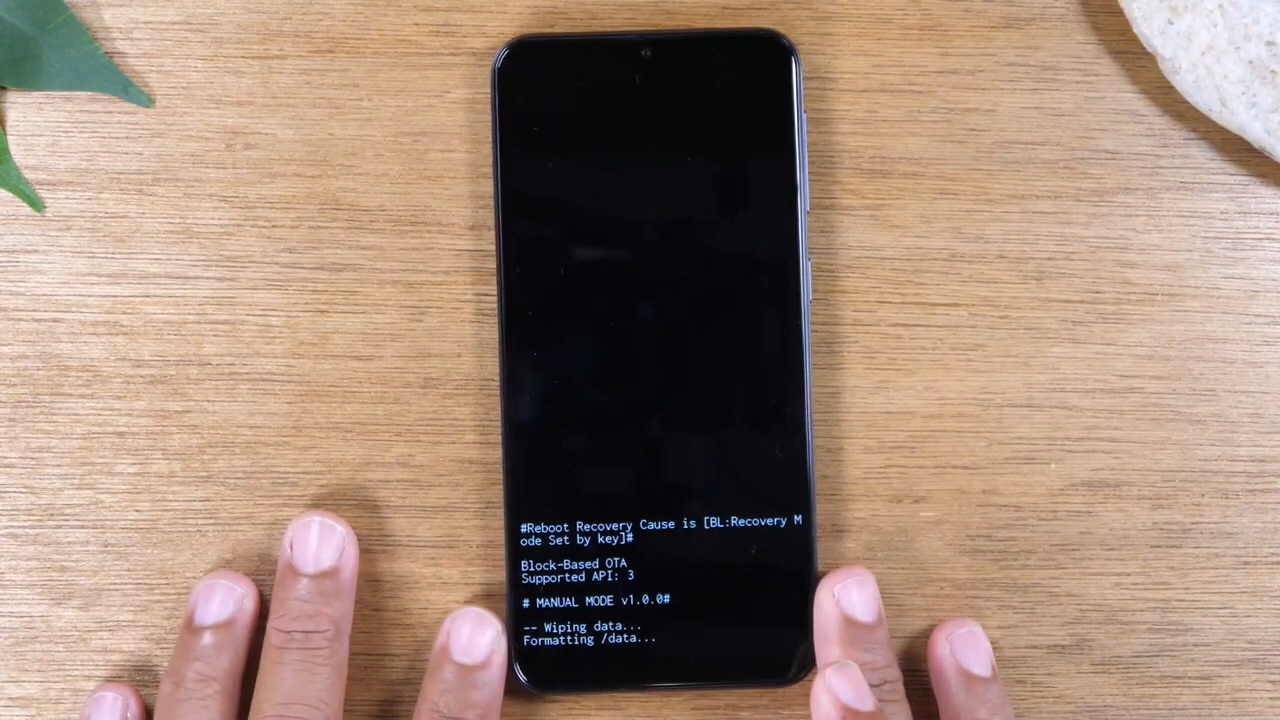 #Reboot Recovery Cause is [BL:Recovery M
ode Set by key]#
Block-Based OTA
Supported API: 3
# MANUAL MODE v1.0.0#
-- Wiping data...
Formatting /data...